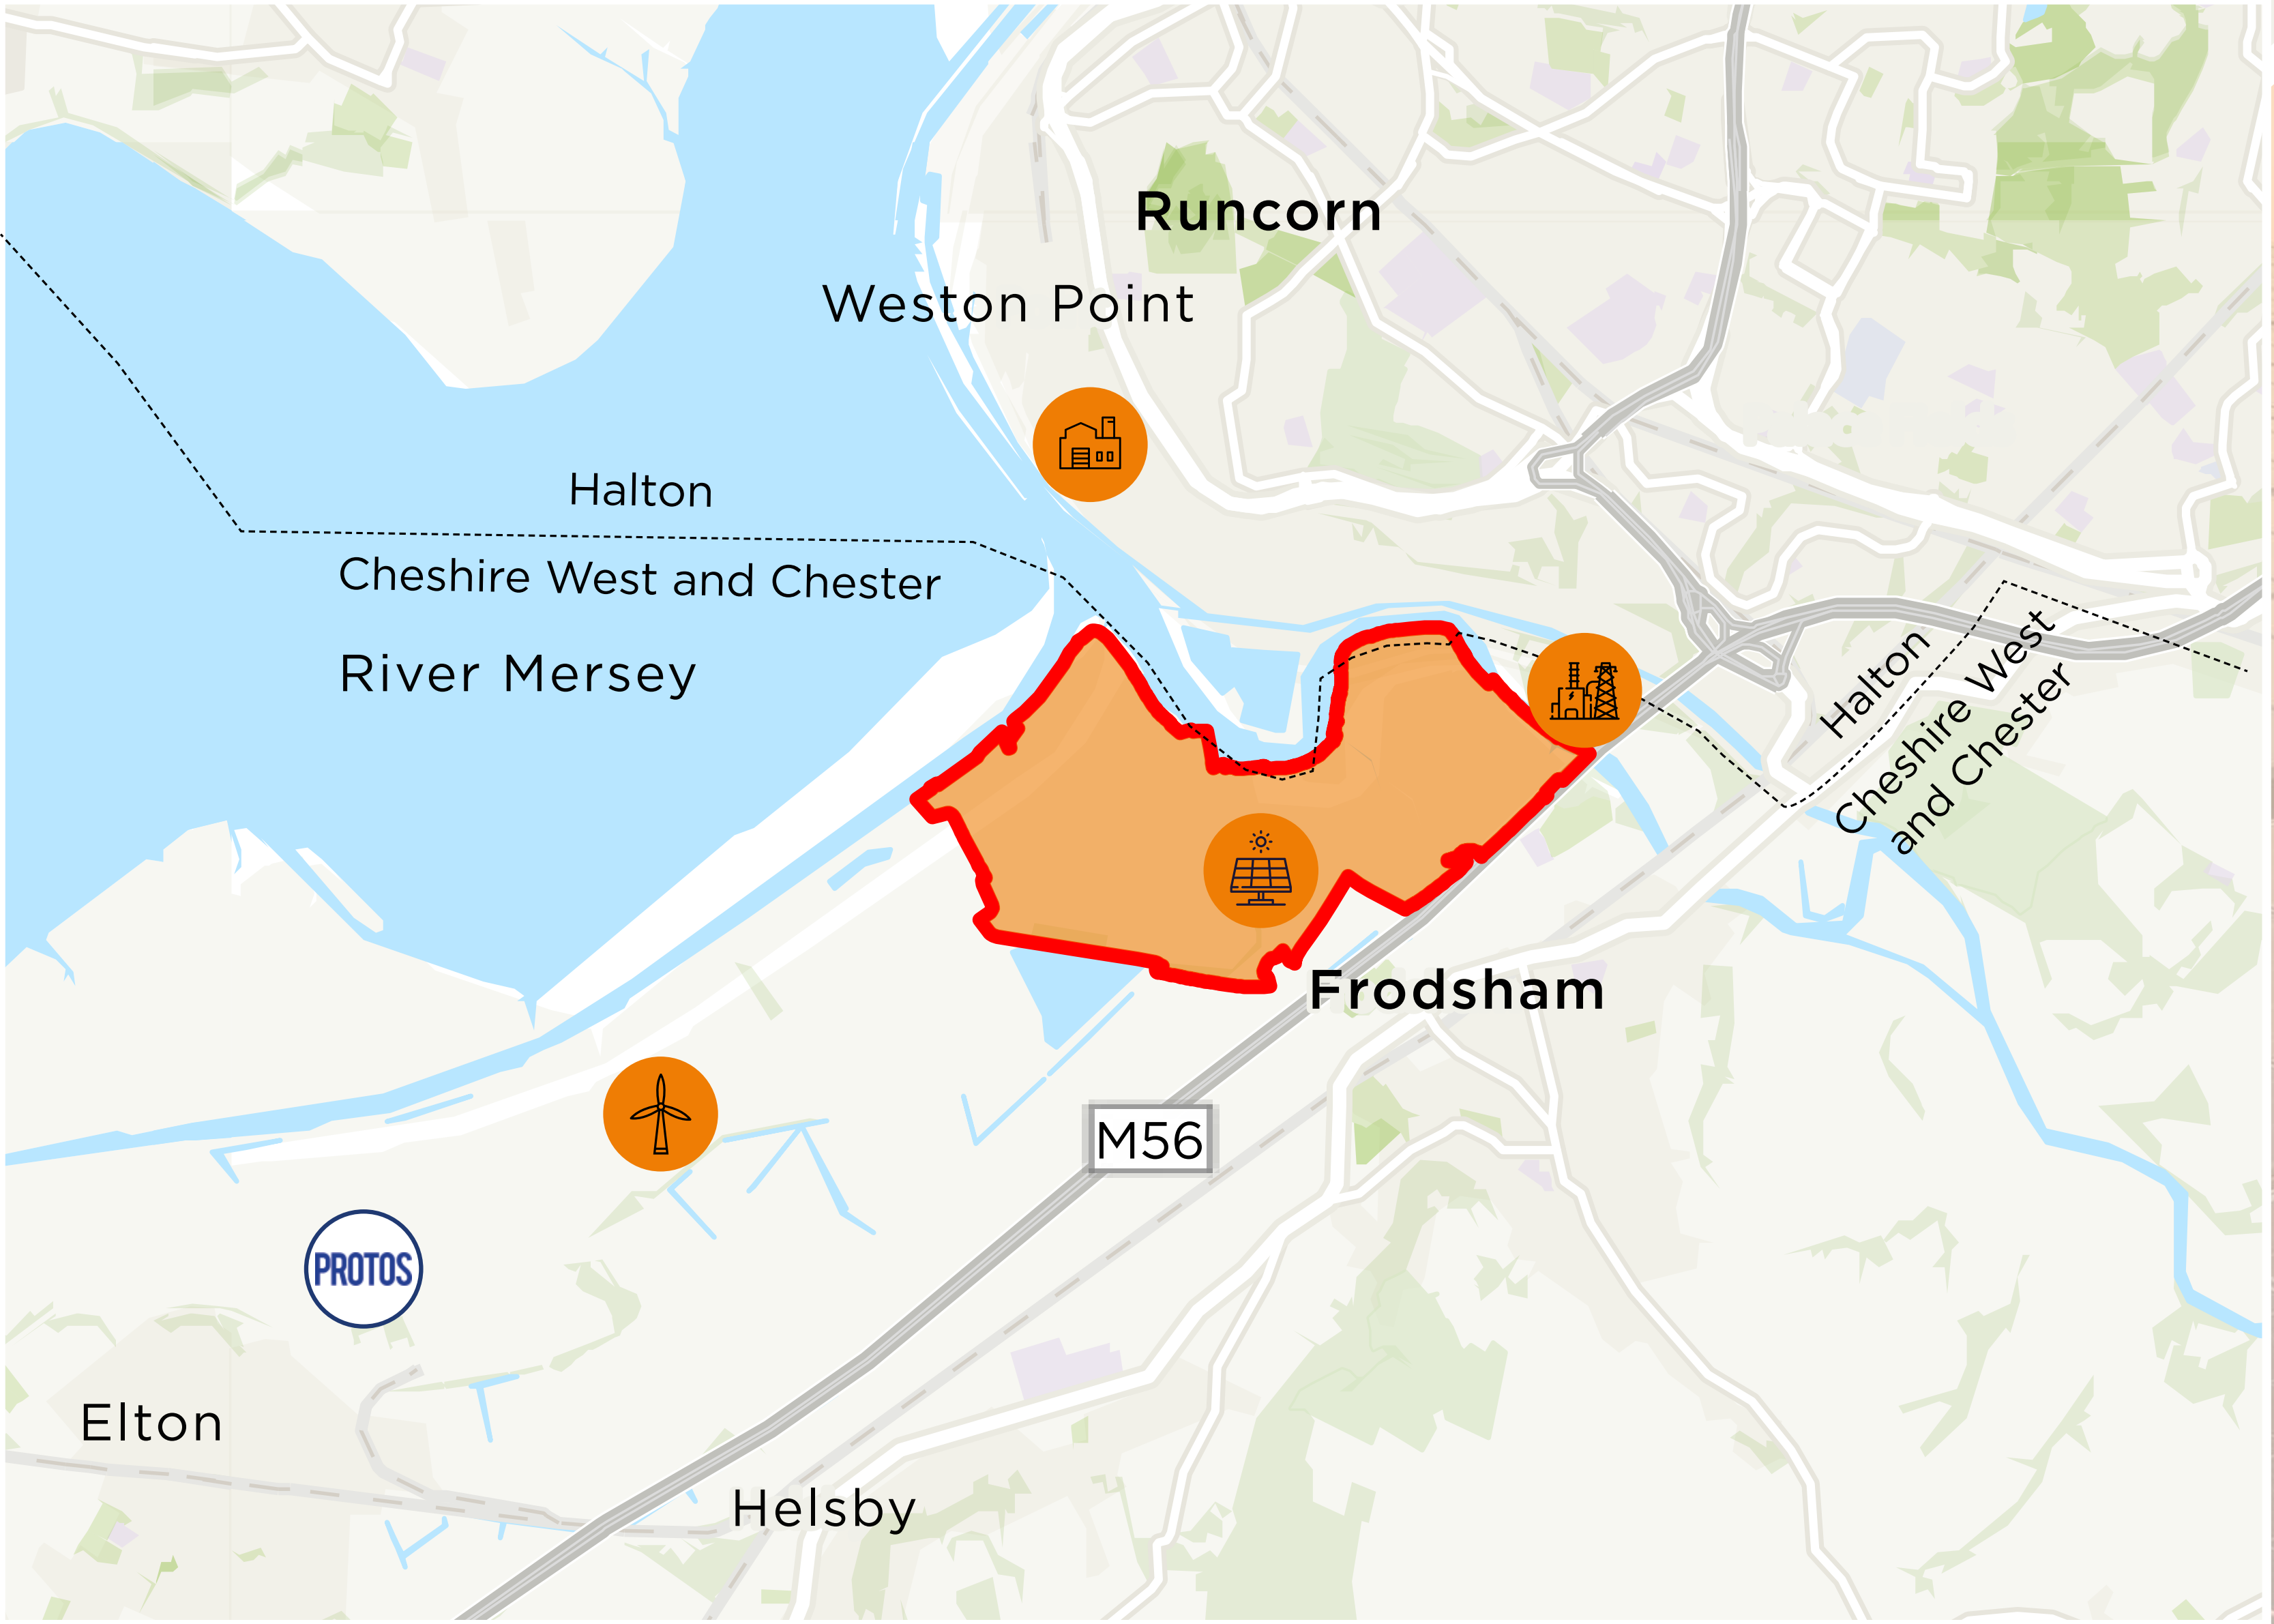 Runcorn
Weston Point
Halton
Cheshire West and Chester
River Mersey
Halton
Cheshire West
and Chester
Frodsham
M56
PROTOS
Elton
Helsby